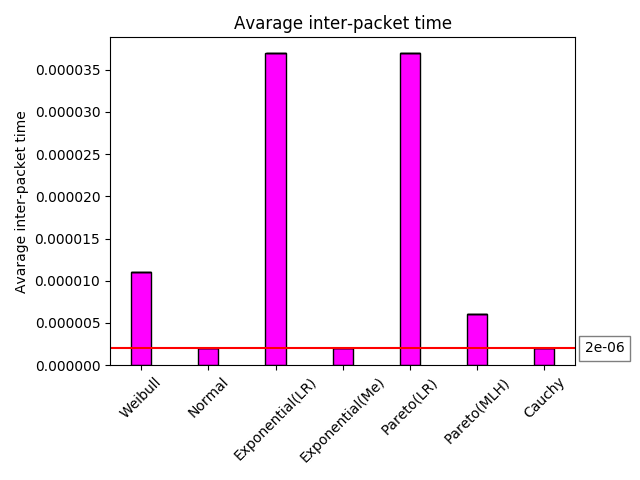 Avarage inter-packet time
Avarage inter-packet time
0.000035
0.000030
0.000025
0.000020
0.000015
0.000010
0.000005
0.000000
2e-06
Weibull
Normal
Exponential(LR)
Exponential(Me)
Pareto(LR)
Pareto(MLH)
Cauchy